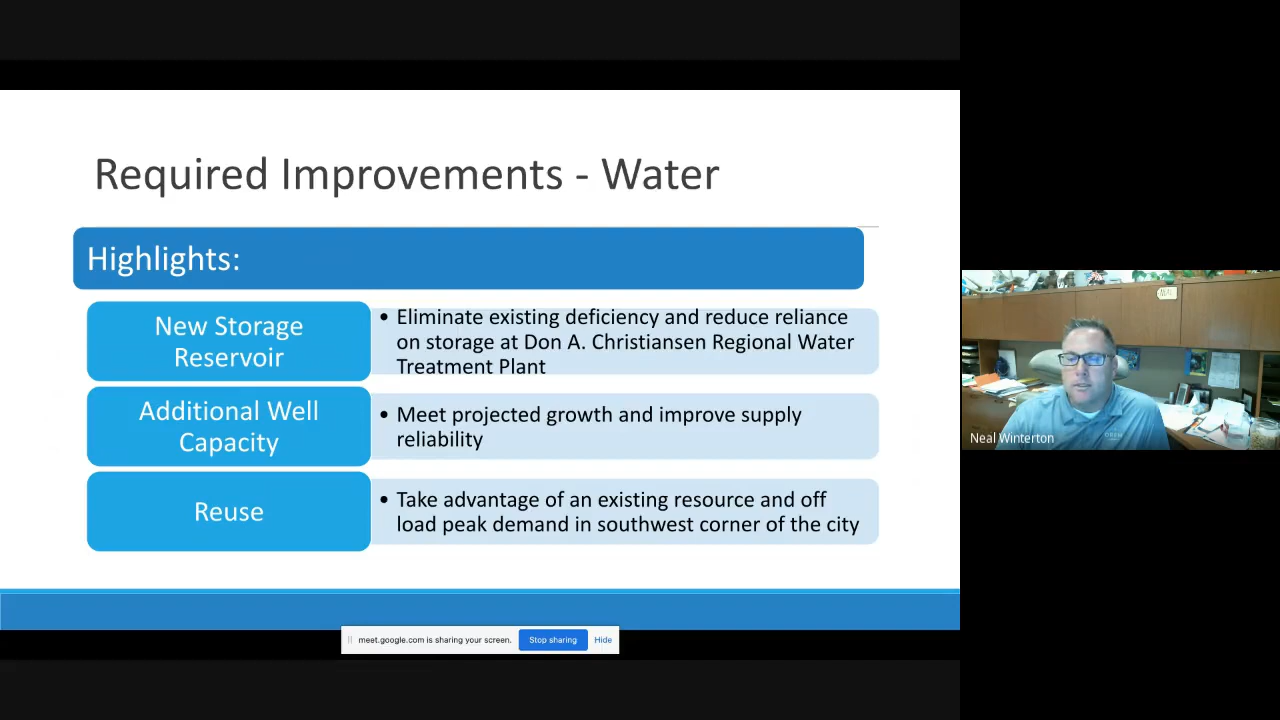 Required Improvements - Water
Highlights:
New Storage
Reservoir
• Eliminate existing deficiency and reduce reliance
on storage at Don A. Christiansen Regional Water
Treatment Plant
Additional Well
Capacity
• Meet projected growth and improve supply
reliability
Reuse
• Take advantage of an existing resource and off
load peak demand in southwest corner of the city
meet.google.com is sharing your screen.
Stop sharing
Hide
Neal Winterton